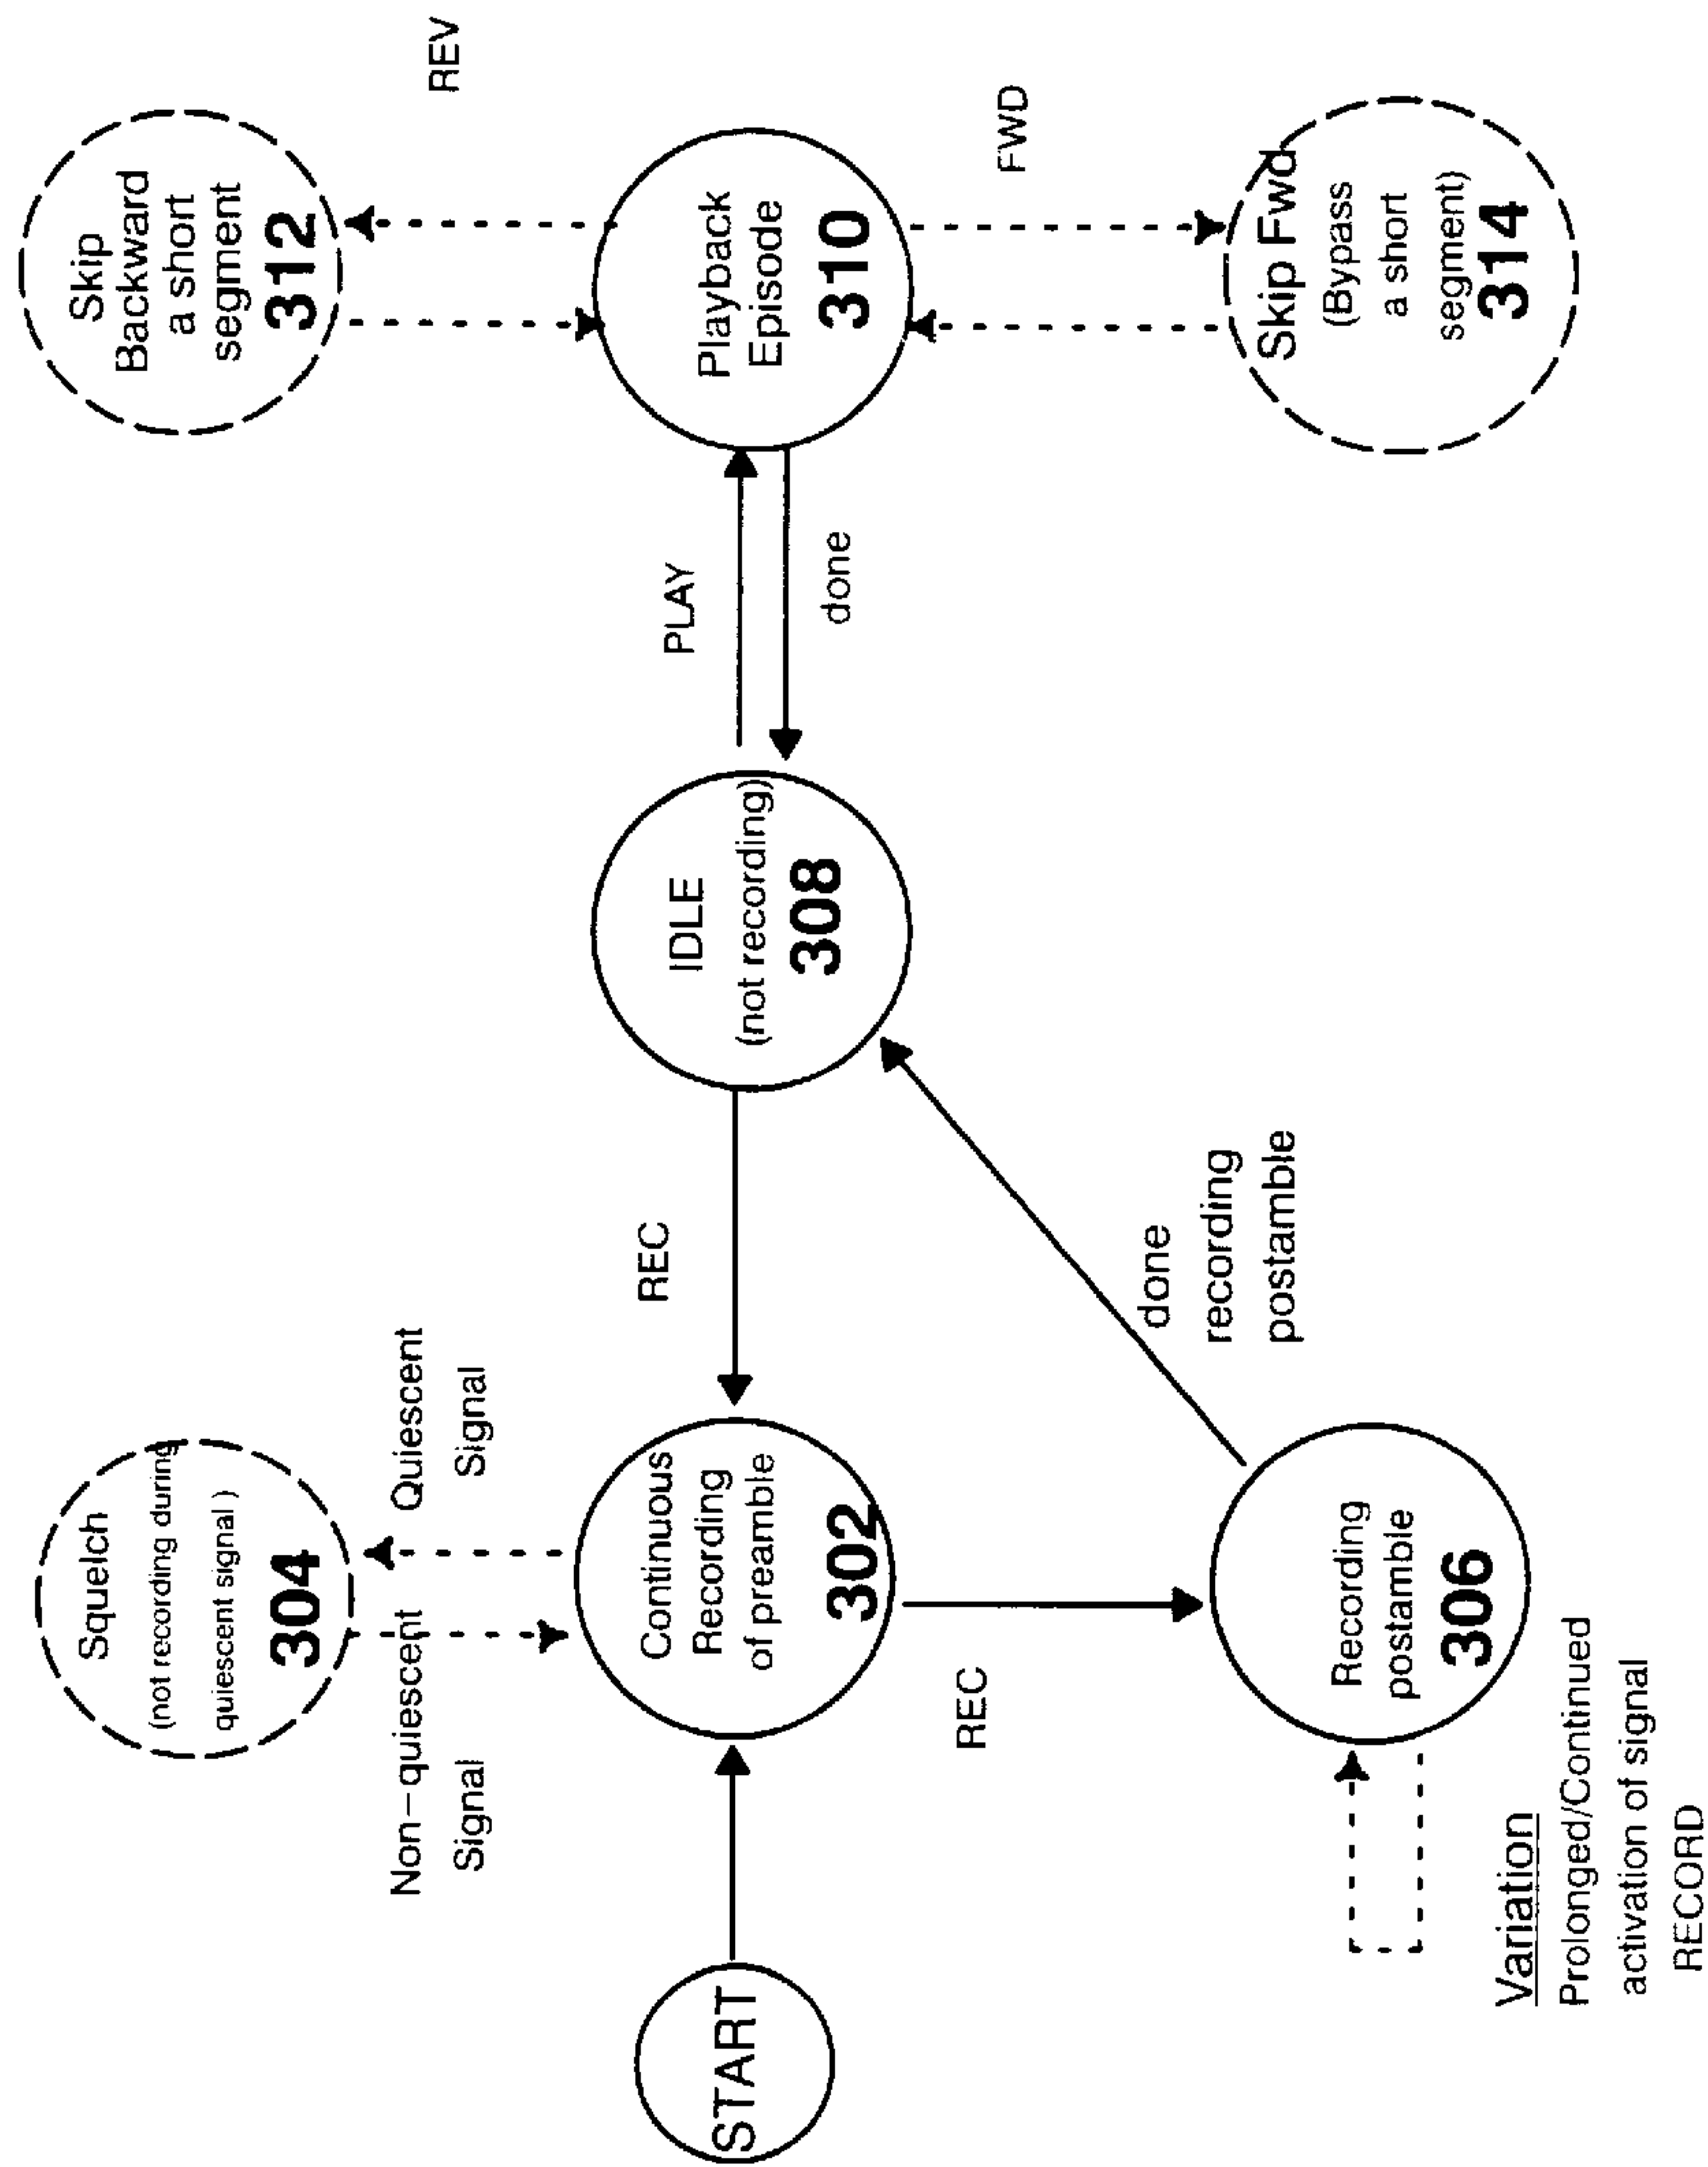 Squelch
(not recording during
quiescent signal )
304
Skip
Backward
a short
segment
312
Non-quiescent
Signal
Quiescent
Signal
REV
START
Continuous
Recording
of preamble
302
REC
IDLE
(not recording)
308
PLAY
done
Playback
Episode
310
REC
done
recording
postamble
FWD
Recording
postamble
306
Skip Fwd
(Bypass
a short
segment)
314
Variation
Prolonged/Continued
activation of signal
RECORD